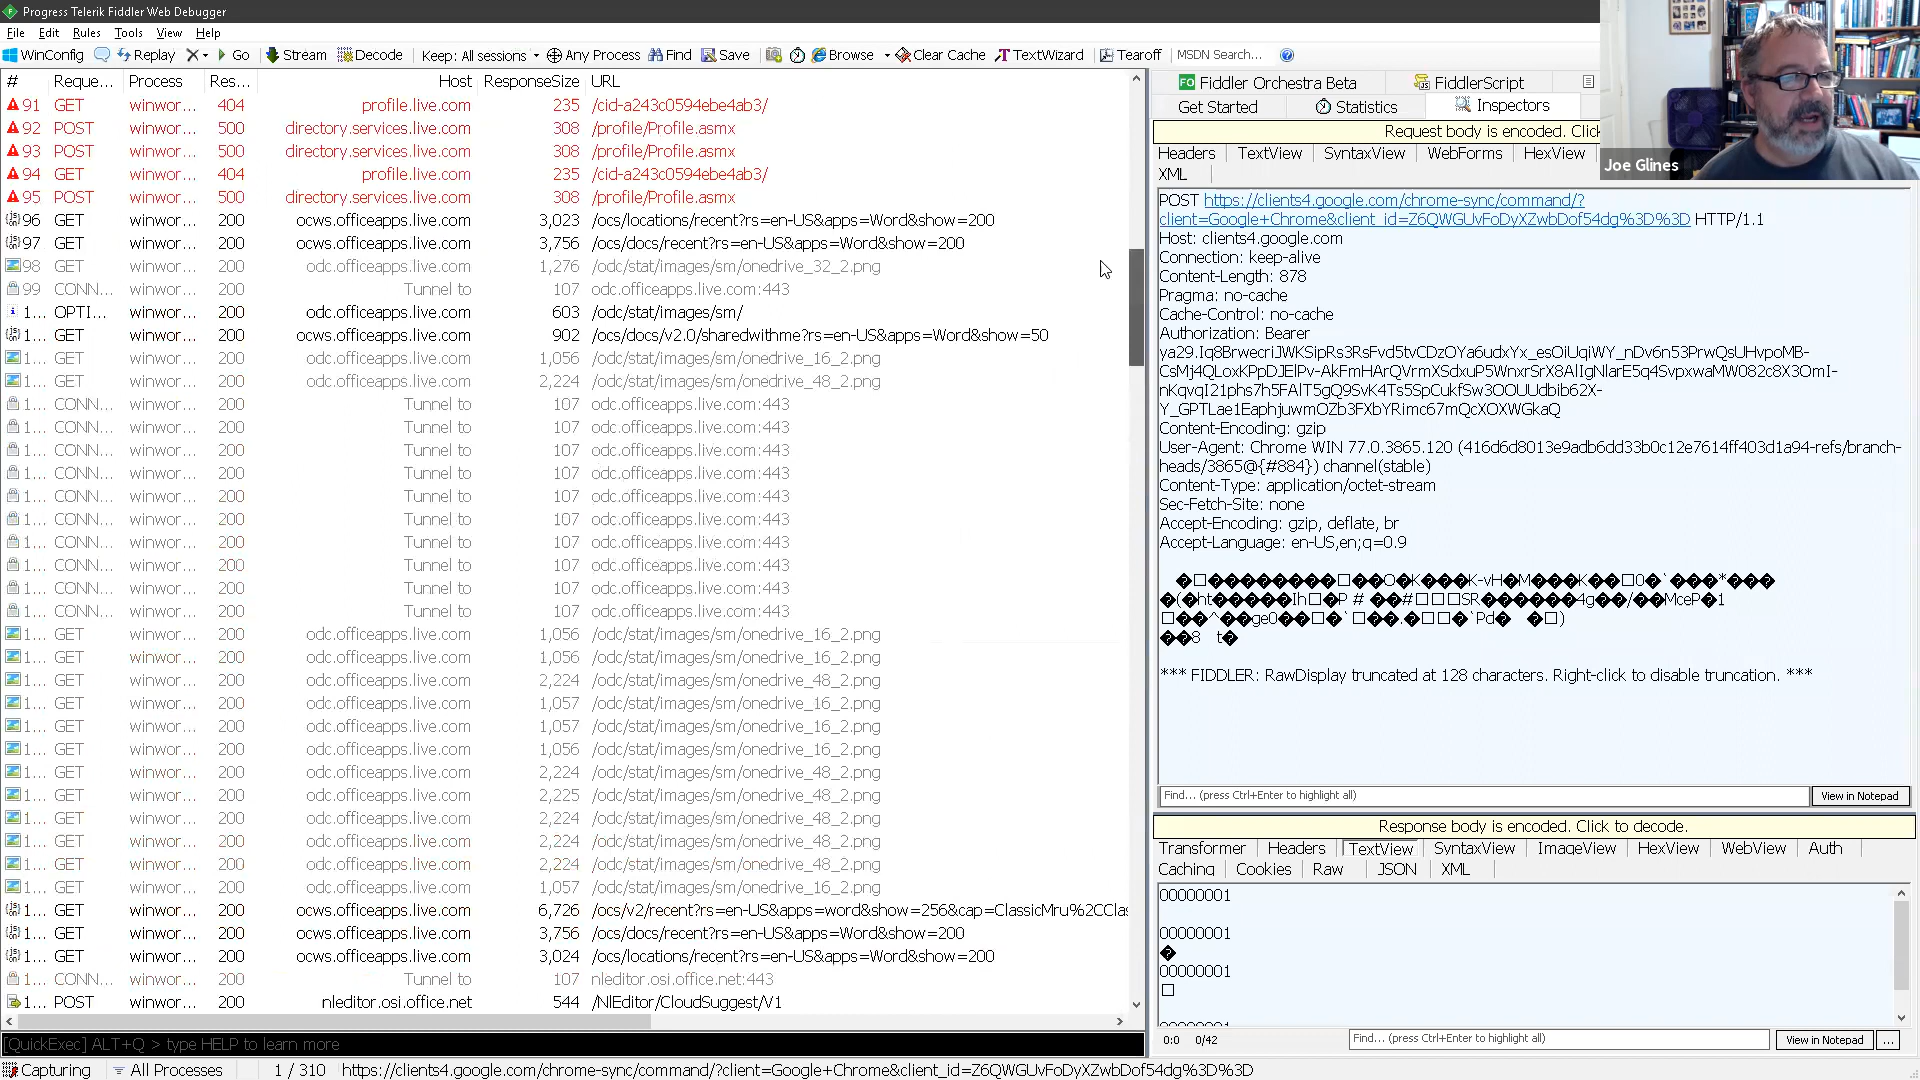 Progress Telerik Fiddler Web Debugger
File Edit Rules Tools View Help
WinConfig Replay Go Stream Decode Keep: All sessions Any Process Find Save Browse Clear Cache TextWizard Tearoff MSDN Search...
# Reque... Process Res... Host ResponseSize URL
91 GET winwor... 404 profile.live.com 235 /cid-a243c0594ebe4ab3/
92 POST winwor... 500 directory.services.live.com 308 /profile/Profile.asmx
93 POST winwor... 500 directory.services.live.com 308 /profile/Profile.asmx
94 GET winwor... 404 profile.live.com 235 /cid-a243c0594ebe4ab3/
95 POST winwor... 500 directory.services.live.com 308 /profile/Profile.asmx
96 GET winwor... 200 ocws.officeapps.live.com 3,023 /ocs/locations/recent?rs=en-US&apps=Word&show=200
97 GET winwor... 200 ocws.officeapps.live.com 3,756 /ocs/docs/recent?rs=en-US&apps=Word&show=200
98 GET winwor... 200 odc.officeapps.live.com 1,276 /odc/stat/images/sm/onedrive_32_2.png
99 CONN... winwor... 200 Tunnel to 107 odc.officeapps.live.com:443
1... OPTI... winwor... 200 odc.officeapps.live.com 603 /odc/stat/images/sm/
1... GET winwor... 200 ocws.officeapps.live.com 902 /ocs/docs/v2.0/sharedwithme?rs=en-US&apps=Word&show=50
1... GET winwor... 200 odc.officeapps.live.com 1,056 /odc/stat/images/sm/onedrive_16_2.png
1... GET winwor... 200 odc.officeapps.live.com 2,224 /odc/stat/images/sm/onedrive_48_2.png
1... CONN... winwor... 200 Tunnel to 107 odc.officeapps.live.com:443
1... CONN... winwor... 200 Tunnel to 107 odc.officeapps.live.com:443
1... CONN... winwor... 200 Tunnel to 107 odc.officeapps.live.com:443
1... CONN... winwor... 200 Tunnel to 107 odc.officeapps.live.com:443
1... CONN... winwor... 200 Tunnel to 107 odc.officeapps.live.com:443
1... CONN... winwor... 200 Tunnel to 107 odc.officeapps.live.com:443
1... CONN... winwor... 200 Tunnel to 107 odc.officeapps.live.com:443
1... CONN... winwor... 200 Tunnel to 107 odc.officeapps.live.com:443
1... CONN... winwor... 200 Tunnel to 107 odc.officeapps.live.com:443
1... CONN... winwor... 200 Tunnel to 107 odc.officeapps.live.com:443
1... GET winwor... 200 odc.officeapps.live.com 1,056 /odc/stat/images/sm/onedrive_16_2.png
1... GET winwor... 200 odc.officeapps.live.com 1,056 /odc/stat/images/sm/onedrive_16_2.png
1... GET winwor... 200 odc.officeapps.live.com 2,224 /odc/stat/images/sm/onedrive_48_2.png
1... GET winwor... 200 odc.officeapps.live.com 1,057 /odc/stat/images/sm/onedrive_16_2.png
1... GET winwor... 200 odc.officeapps.live.com 1,057 /odc/stat/images/sm/onedrive_16_2.png
1... GET winwor... 200 odc.officeapps.live.com 1,056 /odc/stat/images/sm/onedrive_16_2.png
1... GET winwor... 200 odc.officeapps.live.com 2,224 /odc/stat/images/sm/onedrive_48_2.png
1... GET winwor... 200 odc.officeapps.live.com 2,225 /odc/stat/images/sm/onedrive_48_2.png
1... GET winwor... 200 odc.officeapps.live.com 2,224 /odc/stat/images/sm/onedrive_48_2.png
1... GET winwor... 200 odc.officeapps.live.com 2,224 /odc/stat/images/sm/onedrive_48_2.png
1... GET winwor... 200 odc.officeapps.live.com 2,224 /odc/stat/images/sm/onedrive_48_2.png
1... GET winwor... 200 odc.officeapps.live.com 1,057 /odc/stat/images/sm/onedrive_16_2.png
1... GET winwor... 200 ocws.officeapps.live.com 6,726 /ocs/v2/recent?rs=en-US&apps=word&show=256&cap=ClassicMru%2CClas
1... GET winwor... 200 ocws.officeapps.live.com 3,756 /ocs/docs/recent?rs=en-US&apps=Word&show=200
1... GET winwor... 200 ocws.officeapps.live.com 3,024 /ocs/locations/recent?rs=en-US&apps=Word&show=200
1... CONN... winwor... 200 Tunnel to 107 nleditor.osi.office.net:443
1... POST winwor... 200 nleditor.osi.office.net 544 /NlEditor/CloudSuggest/V1
[QuickExec] ALT+Q > type HELP to learn more
Capturing All Processes 1 / 310 https://clients4.google.com/chrome-sync/command/?client=Google+Chrome&client_id=Z6QWGUvFoDyXZwbDof54dg%3D%3D
Fiddler Orchestra Beta FiddlerScript
Get Started Statistics Inspectors
Request body is encoded. Click
Headers TextView SyntaxView WebForms HexView
XML
Joe Glines
POST https://clients4.google.com/chrome-sync/command/?
client=Google+Chrome&client_id=Z6QWGUvFoDyXZwbDof54dg%3D%3D HTTP/1.1
Host: clients4.google.com
Connection: keep-alive
Content-Length: 878
Pragma: no-cache
Cache-Control: no-cache
Authorization: Bearer
Content-Encoding: gzip
User-Agent: Chrome WIN 77.0.3865.120 (416d6d8013e9adb6dd33b0c12e7614ff403d1a94-refs/branch-
heads/3865@{#884}) channel(stable)
Content-Type: application/octet-stream
Sec-Fetch-Site: none
Accept-Encoding: gzip, deflate, br
Accept-Language: en-US,en;q=0.9
*** FIDDLER: RawDisplay truncated at 128 characters. Right-click to disable truncation. ***
Find... (press Ctrl+Enter to highlight all) View in Notepad
Response body is encoded. Click to decode.
Transformer Headers TextView SyntaxView ImageView HexView WebView Auth
Caching Cookies Raw JSON XML
00000001
00000001
�
00000001
□
0:0 0/42 Find... (press Ctrl+Enter to highlight all) View in Notepad ...